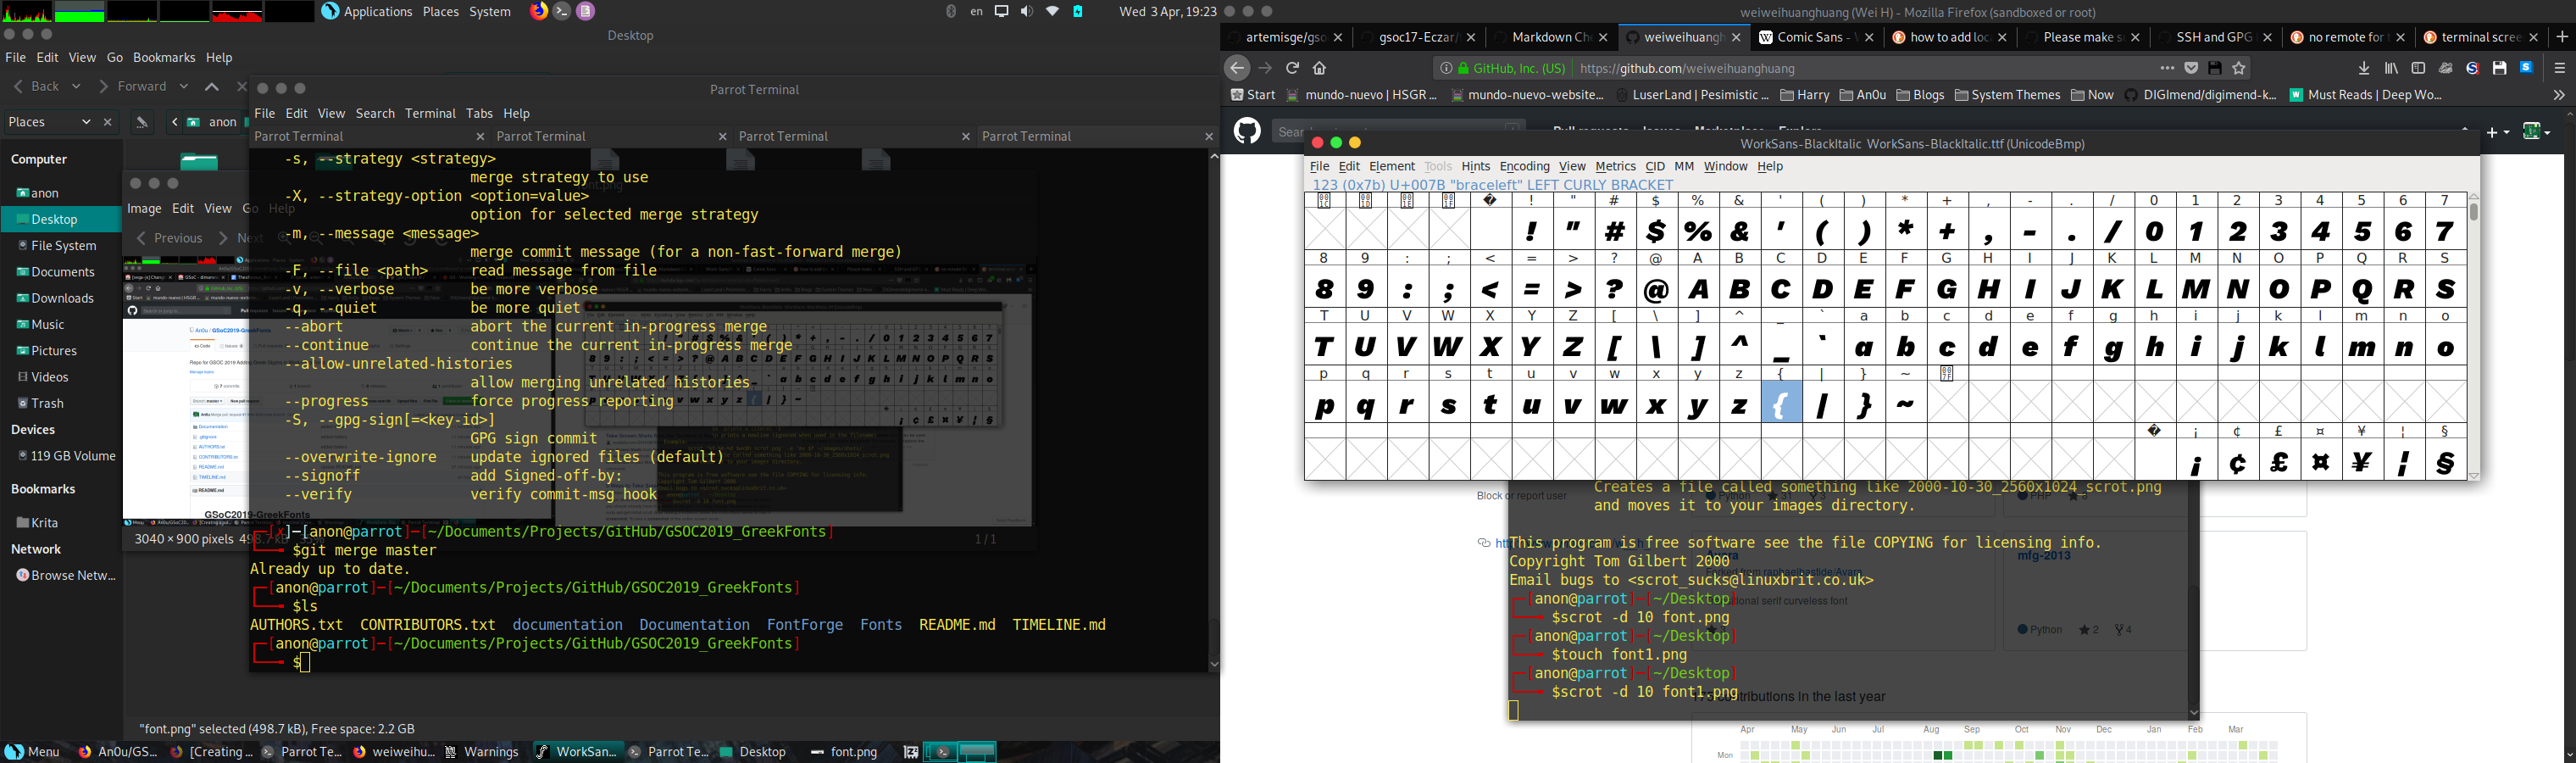 Applications Places System
en
Wed 3 Apr, 19:23
Desktop
File Edit View Go Bookmarks Help
Back
Forward
Places
anon
Computer
anon
Desktop
File System
Documents
Downloads
Music
Pictures
Videos
Trash
Devices
119 GB Volume
Bookmarks
Krita
Network
Browse Netw...
Image Edit View Go Help
Previous
Next
3040 × 900 pixels
1 / 1
"font.png" selected (498.7 kB), Free space: 2.2 GB
Parrot Terminal
File Edit View Search Terminal Tabs Help
Parrot Terminal
Parrot Terminal
Parrot Terminal
Parrot Terminal
-s, --strategy <strategy>
merge strategy to use
-X, --strategy-option <option=value>
option for selected merge strategy
-m, --message <message>
merge commit message (for a non-fast-forward merge)
-F, --file <path> read message from file
-v, --verbose be more verbose
-q, --quiet be more quiet
--abort abort the current in-progress merge
--continue continue the current in-progress merge
--allow-unrelated-histories
allow merging unrelated histories
--progress force progress reporting
-S, --gpg-sign[=<key-id>]
GPG sign commit
--overwrite-ignore update ignored files (default)
--signoff add Signed-off-by:
--verify verify commit-msg hook
[x]─[anon@parrot]─[~/Documents/Projects/GitHub/GSOC2019_GreekFonts]
$git merge master
Already up to date.
[anon@parrot]─[~/Documents/Projects/GitHub/GSOC2019_GreekFonts]
$ls
AUTHORS.txt CONTRIBUTORS.txt documentation Documentation FontForge Fonts README.md TIMELINE.md
[anon@parrot]─[~/Documents/Projects/GitHub/GSOC2019_GreekFonts]
$
Menu An0u/GS... [Creating ... Parrot Te... weiweihu... Warnings WorkSan... Parrot Te... Desktop font.png
weiweihuanghuang (Wei H) - Mozilla Firefox (sandboxed or root)
artemisge/gso
gsoc17-Eczar/
Markdown Che
weiweihuangh
Comic Sans - W
how to add loc
Please make su
SSH and GPG
no remote for
terminal scree
GitHub, Inc. (US) https://github.com/weiweihuanghuang
Start mundo-nuevo | HSGR ... mundo-nuevo-website... LuserLand | Pesimistic ... Harry An0u Blogs System Themes Now DIGImend/digimend-k... Must Reads | Deep Wo...
WorkSans-BlackItalic WorkSans-BlackItalic.ttf (UnicodeBmp)
File Edit Element Tools Hints Encoding View Metrics CID MM Window Help
123 (0x7b) U+007B "braceleft" LEFT CURLY BRACKET
! " # $ % & ' ( ) * + , - . / 0 1 2 3 4 5 6 7
! " # $ % & ' ( ) * + , - . / 0 1 2 3 4 5 6 7
8 9 : ; < = > ? @ A B C D E F G H I J K L M N O P Q R S
8 9 : ; < = > ? @ A B C D E F G H I J K L M N O P Q R S
T U V W X Y Z [ \ ] ^ _ ` a b c d e f g h i j k l m n o
T U V W X Y Z [ \ ] ^ _ ` a b c d e f g h i j k l m n o
p q r s t u v w x y z { | } ~
p q r s t u v w x y z { | } ~
¡ ¢ £ ¤ ¥ ¦ §
¡ ¢ £ ¤ ¥ ¦ §
Block or report user
Creates a file called something like 2000-10-30_2560x1024_scrot.png
and moves it to your images directory.
This program is free software see the file COPYING for licensing info.
Copyright Tom Gilbert 2000
Email bugs to <scrot_sucks@linuxbrit.co.uk>
[anon@parrot]─[~/Desktop]
$scrot -d 10 font.png
[anon@parrot]─[~/Desktop]
$touch font1.png
[anon@parrot]─[~/Desktop]
$scrot -d 10 font1.png
mfg-2013
Python 2 4
contributions in the last year
Apr May Jun Jul Aug Sep Oct Nov Dec Jan Feb Mar
Mon